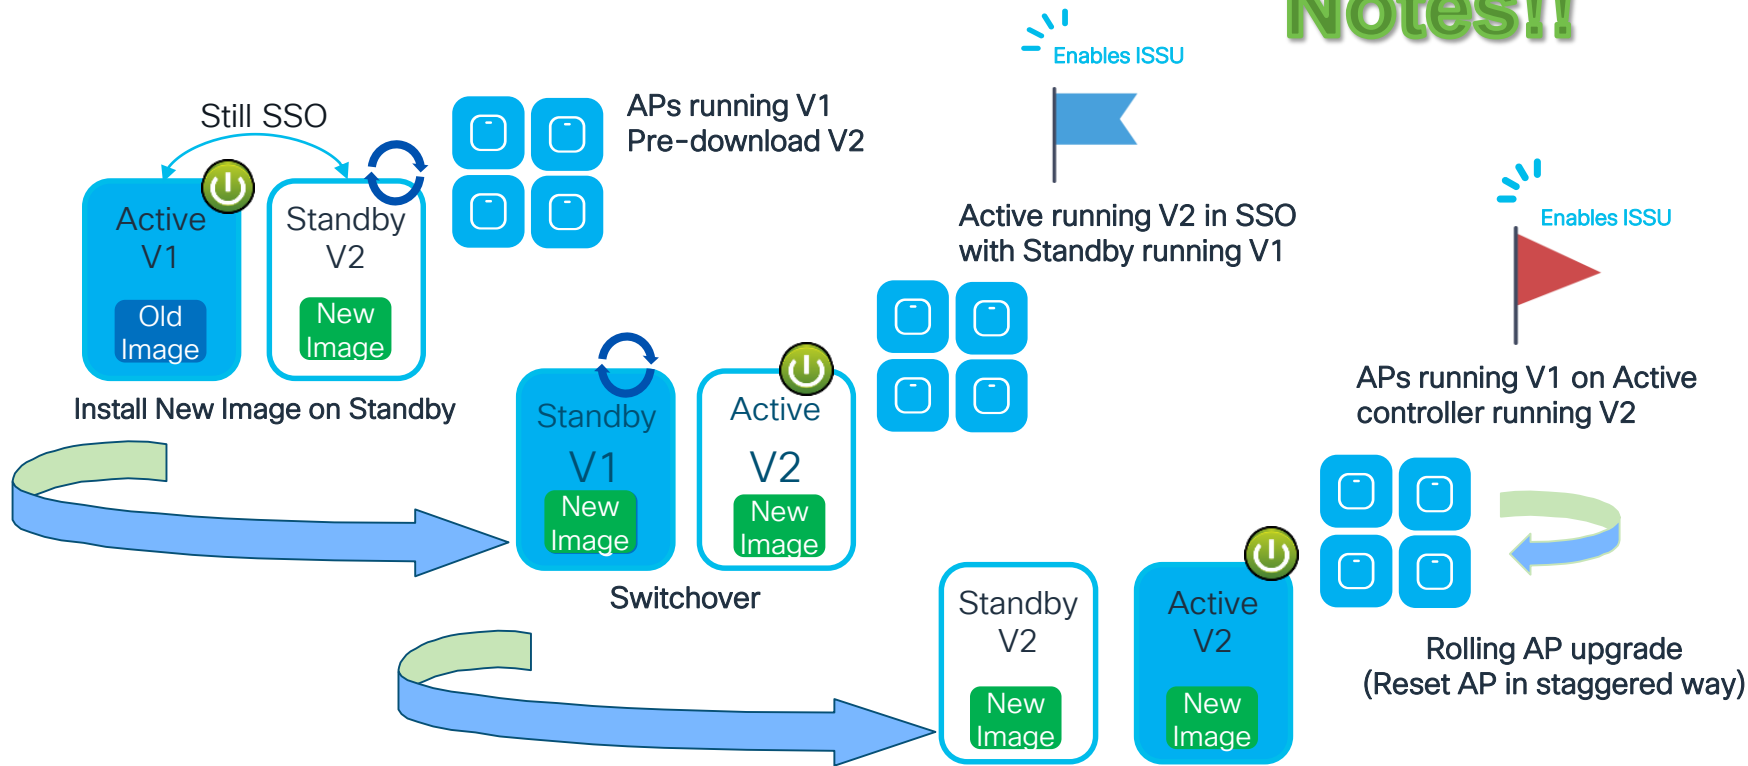 Notes!!
Enables ISSU
Still SSO
APs running V1
Pre-download V2
Active
V1
Old
Image
Standby
V2
New
Image
Install New Image on Standby
Active running V2 in SSO
with Standby running V1
Enables ISSU
Standby
V1
New
Image
Active
V2
New
Image
Switchover
APs running V1 on Active
controller running V2
Standby
V2
New
Image
Active
V2
New
Image
Rolling AP upgrade
(Reset AP in staggered way)